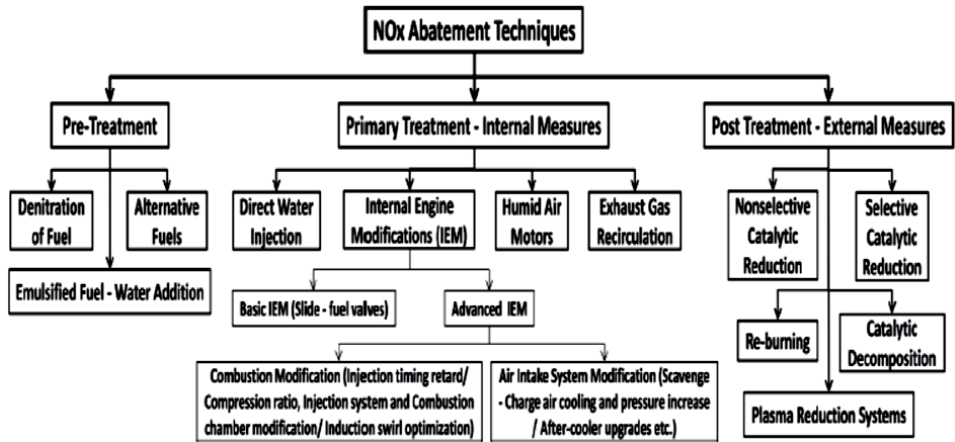 NOx Abatement Techniques
Pre-Treatment
Primary Treatment - Internal Measures
Post Treatment - External Measures
Denitration
of Fuel
Alternative
Fuels
Emulsified Fuel - Water Addition
Direct Water
Injection
Internal Engine
Modifications (IEM)
Humid Air
Motors
Exhaust Gas
Recirculation
Basic IEM (Slide - fuel valves)
Advanced IEM
Combustion Modification (Injection timing retard/
Compression ratio, Injection system and Combustion
chamber modification/ Induction swirl optimization)
Air Intake System Modification (Scavenge
- Charge air cooling and pressure increase
/ After-cooler upgrades etc.)
Nonselective
Catalytic
Reduction
Selective
Catalytic
Reduction
Re-burning
Catalytic
Decomposition
Plasma Reduction Systems